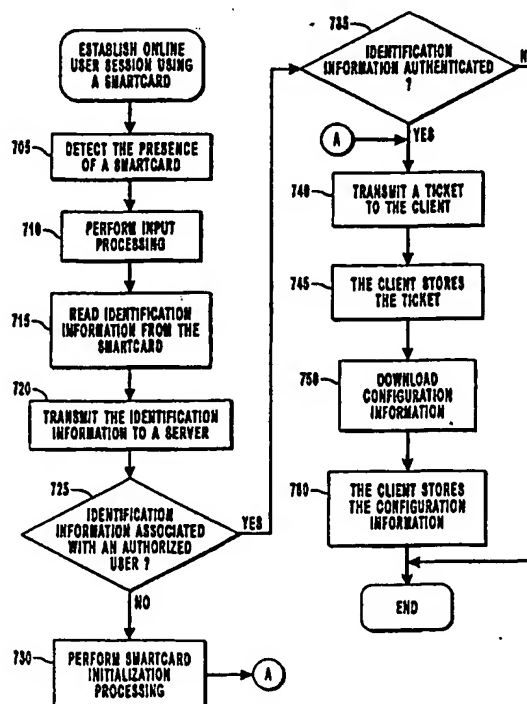 ESTABLISH ONLINE
USER SESSION USING
A SMARTCARD
705
DETECT THE PRESENCE
OF A SMARTCARD
710
PERFORM INPUT
PROCESSING
715
READ IDENTIFICATION
INFORMATION FROM THE
SMARTCARD
720
TRANSMIT THE IDENTIFICATION
INFORMATION TO A SERVER
725
IDENTIFICATION
INFORMATION ASSOCIATED
WITH AN AUTHORIZED
USER ?
YES
NO
730
PERFORM SMARTCARD
INITIALIZATION
PROCESSING
A
735
IDENTIFICATION
INFORMATION AUTHENTICATED
?
N
A
YES
740
TRANSMIT A TICKET
TO THE CLIENT
745
THE CLIENT STORES
THE TICKET
750
DOWNLOAD
CONFIGURATION
INFORMATION
760
THE CLIENT STORES
THE CONFIGURATION
INFORMATION
END